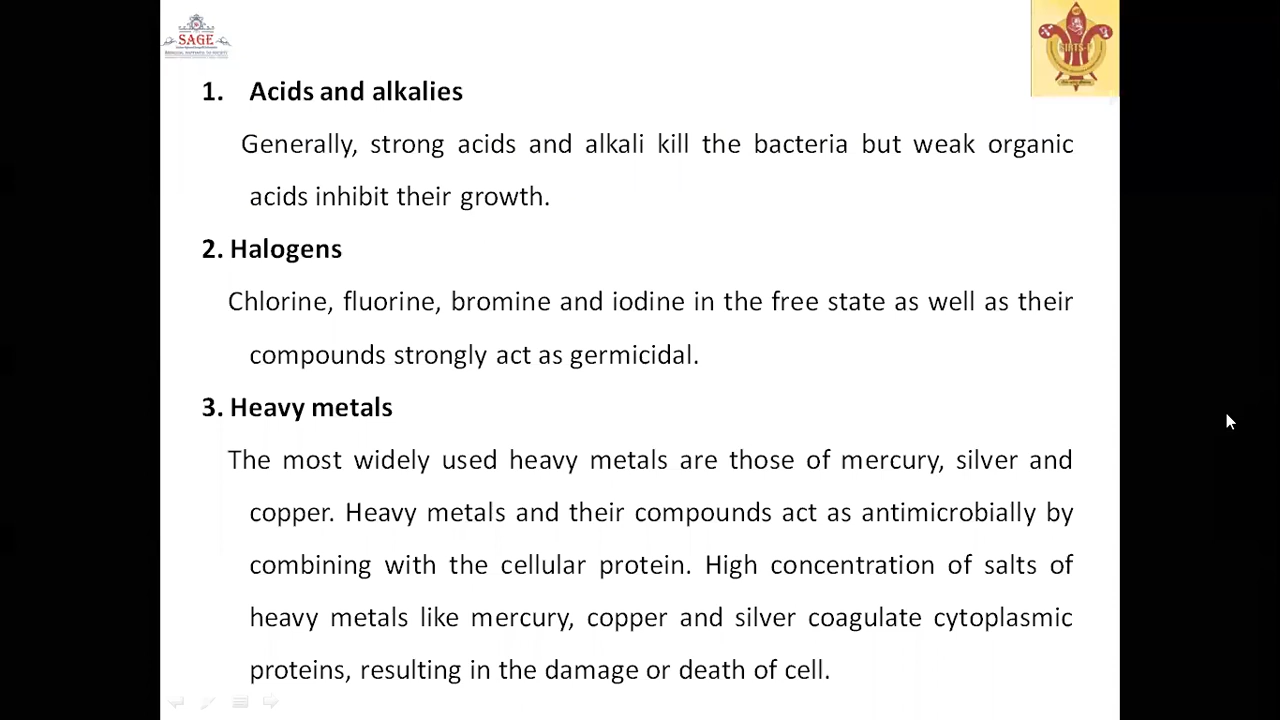 SAGE
1. Acids and alkalies
Generally, strong acids and alkali kill the bacteria but weak organic
acids inhibit their growth.
2. Halogens
Chlorine, fluorine, bromine and iodine in the free state as well as their
compounds strongly act as germicidal.
3. Heavy metals
The most widely used heavy metals are those of mercury, silver and
copper. Heavy metals and their compounds act as antimicrobially by
combining with the cellular protein. High concentration of salts of
heavy metals like mercury, copper and silver coagulate cytoplasmic
proteins, resulting in the damage or death of cell.